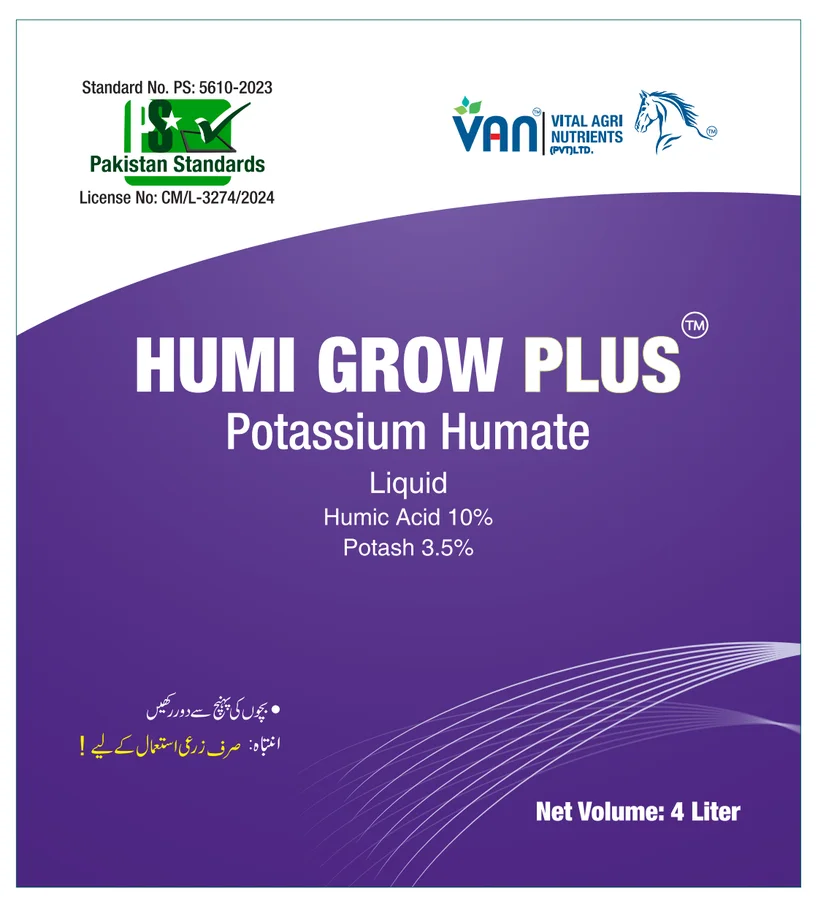 Standard No. PS: 5610-2023
PS
Pakistan Standards
License No: CM/L-3274/2024
VAN TM
VITAL AGRI
NUTRIENTS
(PVT)LTD.
TM
HUMI GROW PLUS TM
Potassium Humate
Liquid
Humic Acid 10%
Potash 3.5%
• بچوں کی پہنچ سے دور رکھیں
انتباہ: صرف زرعی استعمال کے لیے !
Net Volume: 4 Liter